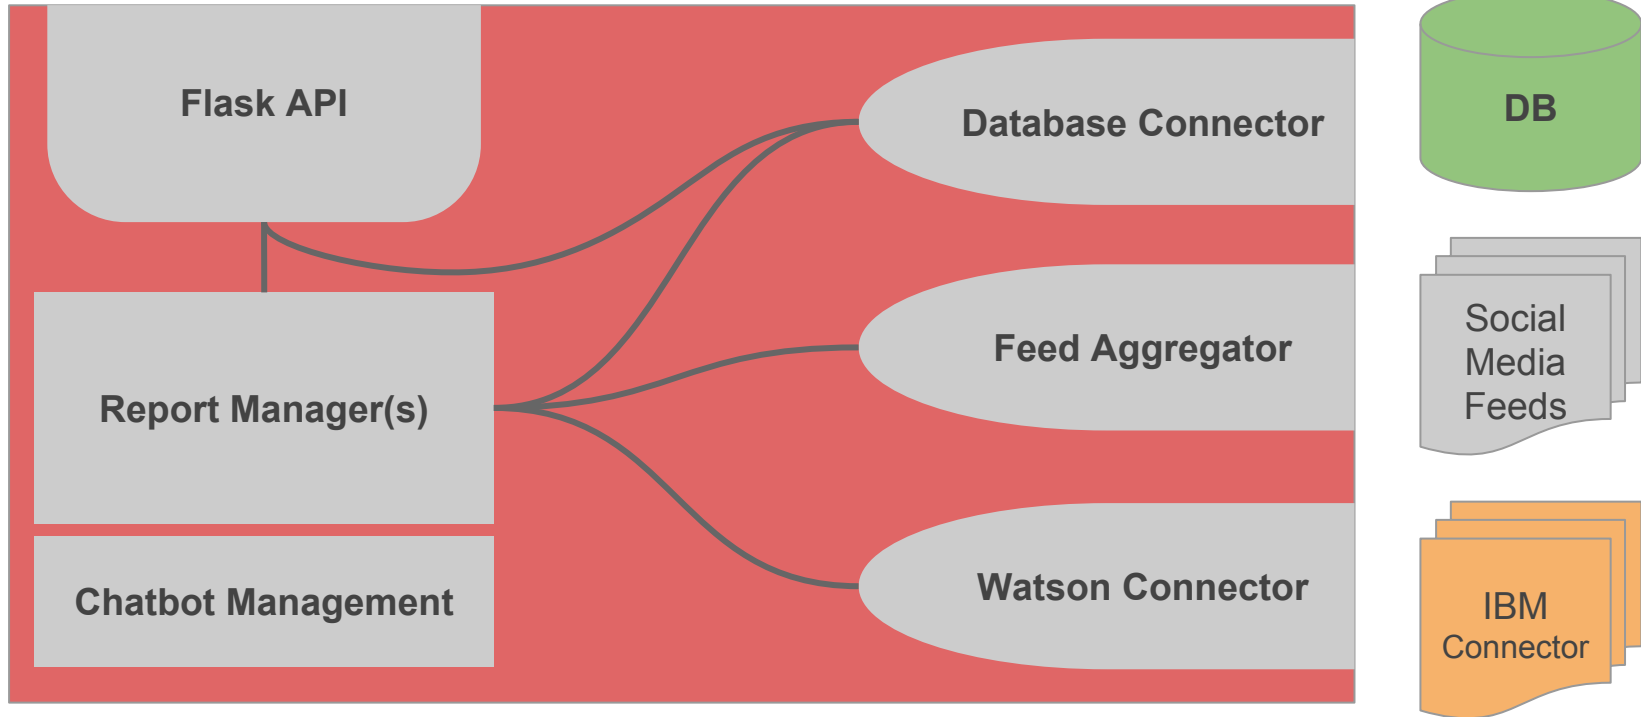 Flask API
Database Connector
DB
Report Manager(s)
Feed Aggregator
Social
Media
Feeds
Chatbot Management
Watson Connector
IBM
Connector